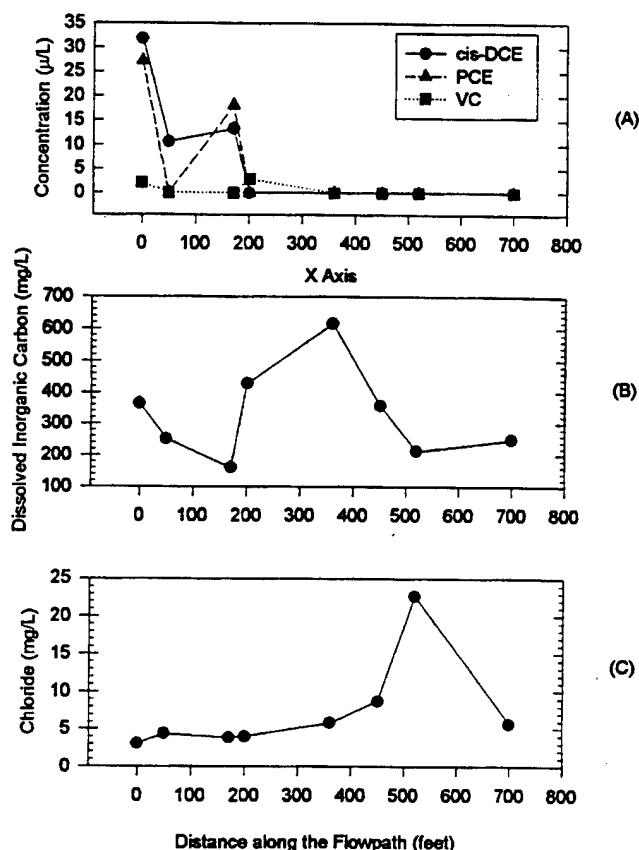 35
30
25
20
15
10
5
0
Concentration (µ/L)
cis-DCE
PCE
VC
(A)
0 100 200 300 400 500 600 700 800
X Axis
700
600
500
400
300
200
100
Dissolved Inorganic Carbon (mg/L)
(B)
0 100 200 300 400 500 600 700 800
25
20
15
10
5
0
Chloride (mg/L)
(C)
0 100 200 300 400 500 600 700 800
Distance along the Flowpath (feet)